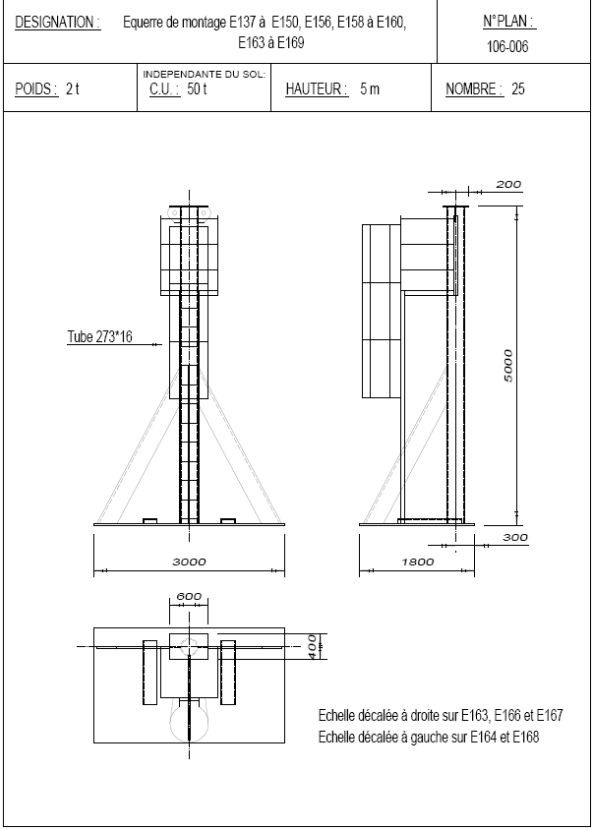 DESIGNATION : Equerre de montage E137 à E150, E156, E158 à E160,
E163 à E169
N°PLAN :
106-006
POIDS : 2 t
INDEPENDANTE DU SOL:
C.U. : 50 t
HAUTEUR : 5 m
NOMBRE : 25
200
Tube 273*16
5000
300
3000
1800
600
400
Echelle décalée à droite sur E163, E166 et E167
Echelle décalée à gauche sur E164 et E168